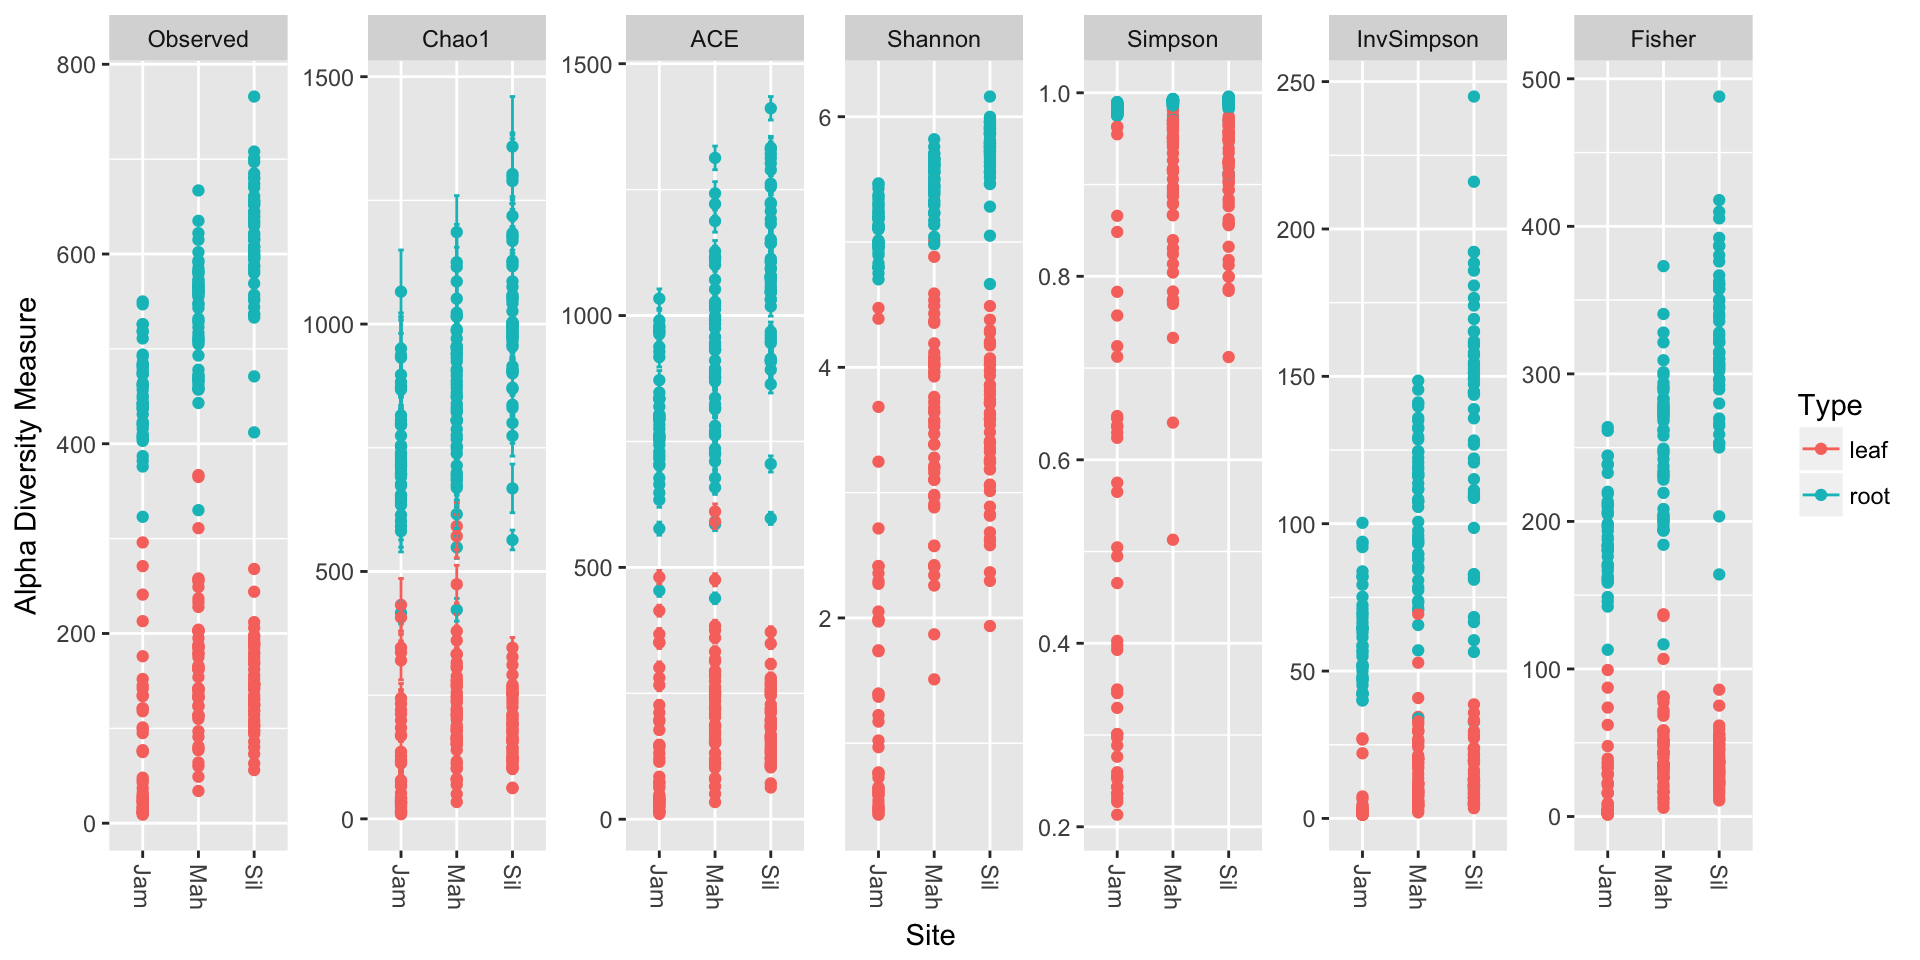 Observed
Chao1
ACE
Shannon
Simpson
InvSimpson
Fisher
Alpha Diversity Measure
800
600
400
200
0
1500
1000
500
0
1500
1000
500
0
6
4
2
1.0
0.8
0.6
0.4
0.2
250
200
150
100
50
0
500
400
300
200
100
0
Jam
Mah
Sil
Jam
Mah
Sil
Jam
Mah
Sil
Jam
Mah
Sil
Jam
Mah
Sil
Jam
Mah
Sil
Jam
Mah
Sil
Site
Type
leaf
root